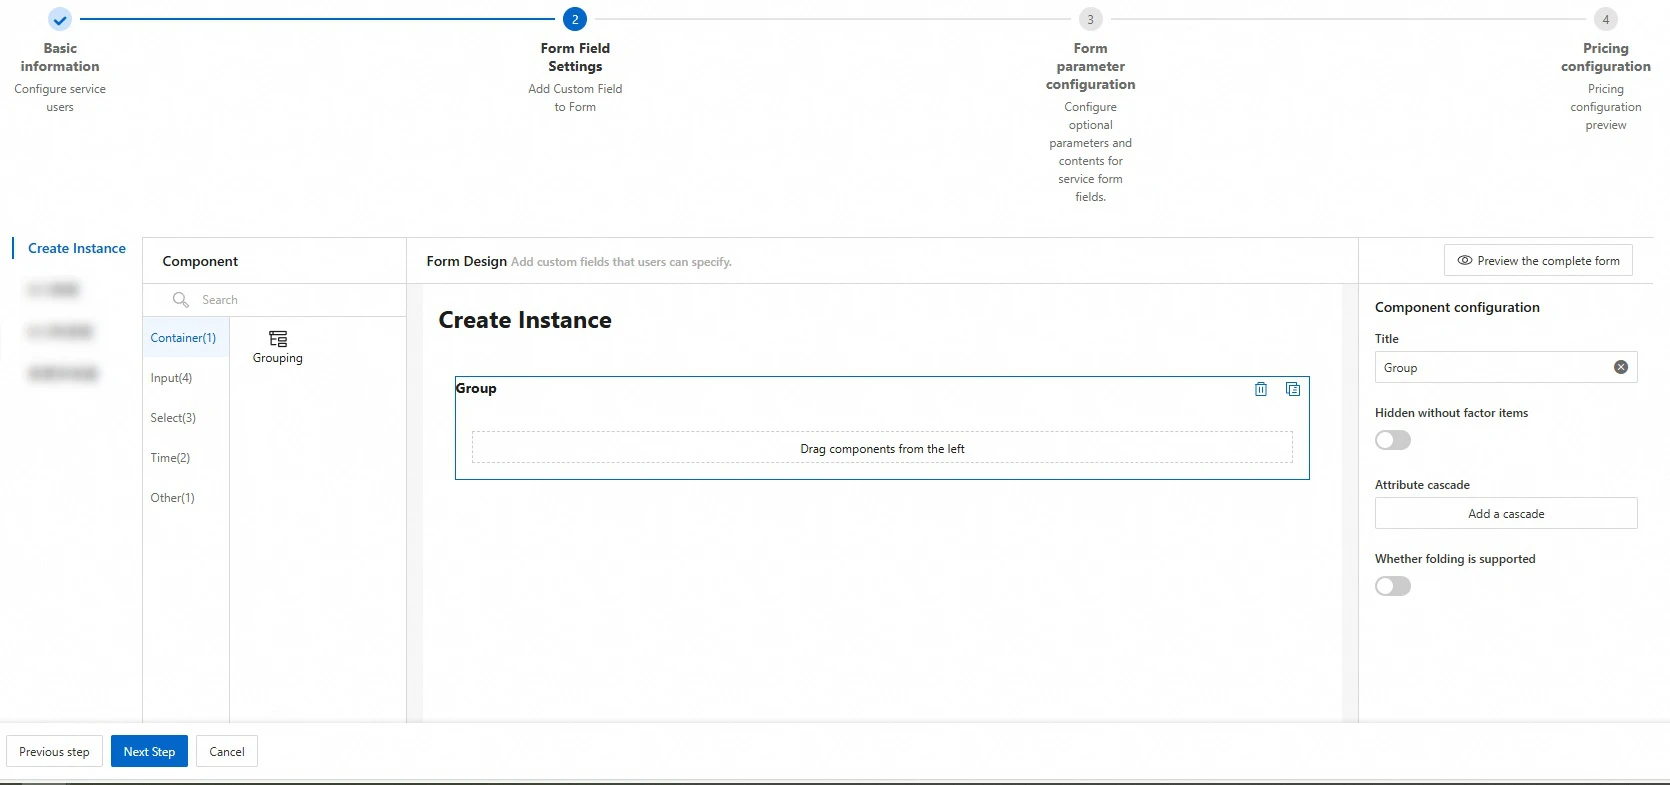 2
3
4
Basic
information
Configure service
users
Form Field
Settings
Add Custom Field
to Form
Form
parameter
configuration
Configure
optional
parameters and
contents for
service form
fields.
Pricing
configuration
Pricing
configuration
preview
Create Instance
Component
Search
Container(1)
Input(4)
Select(3)
Time(2)
Other(1)
Grouping
Form Design Add custom fields that users can specify.
Create Instance
Group
Drag components from the left
Preview the complete form
Component configuration
Title
Group
Hidden without factor items
Attribute cascade
Add a cascade
Whether folding is supported
Previous step
Next Step
Cancel